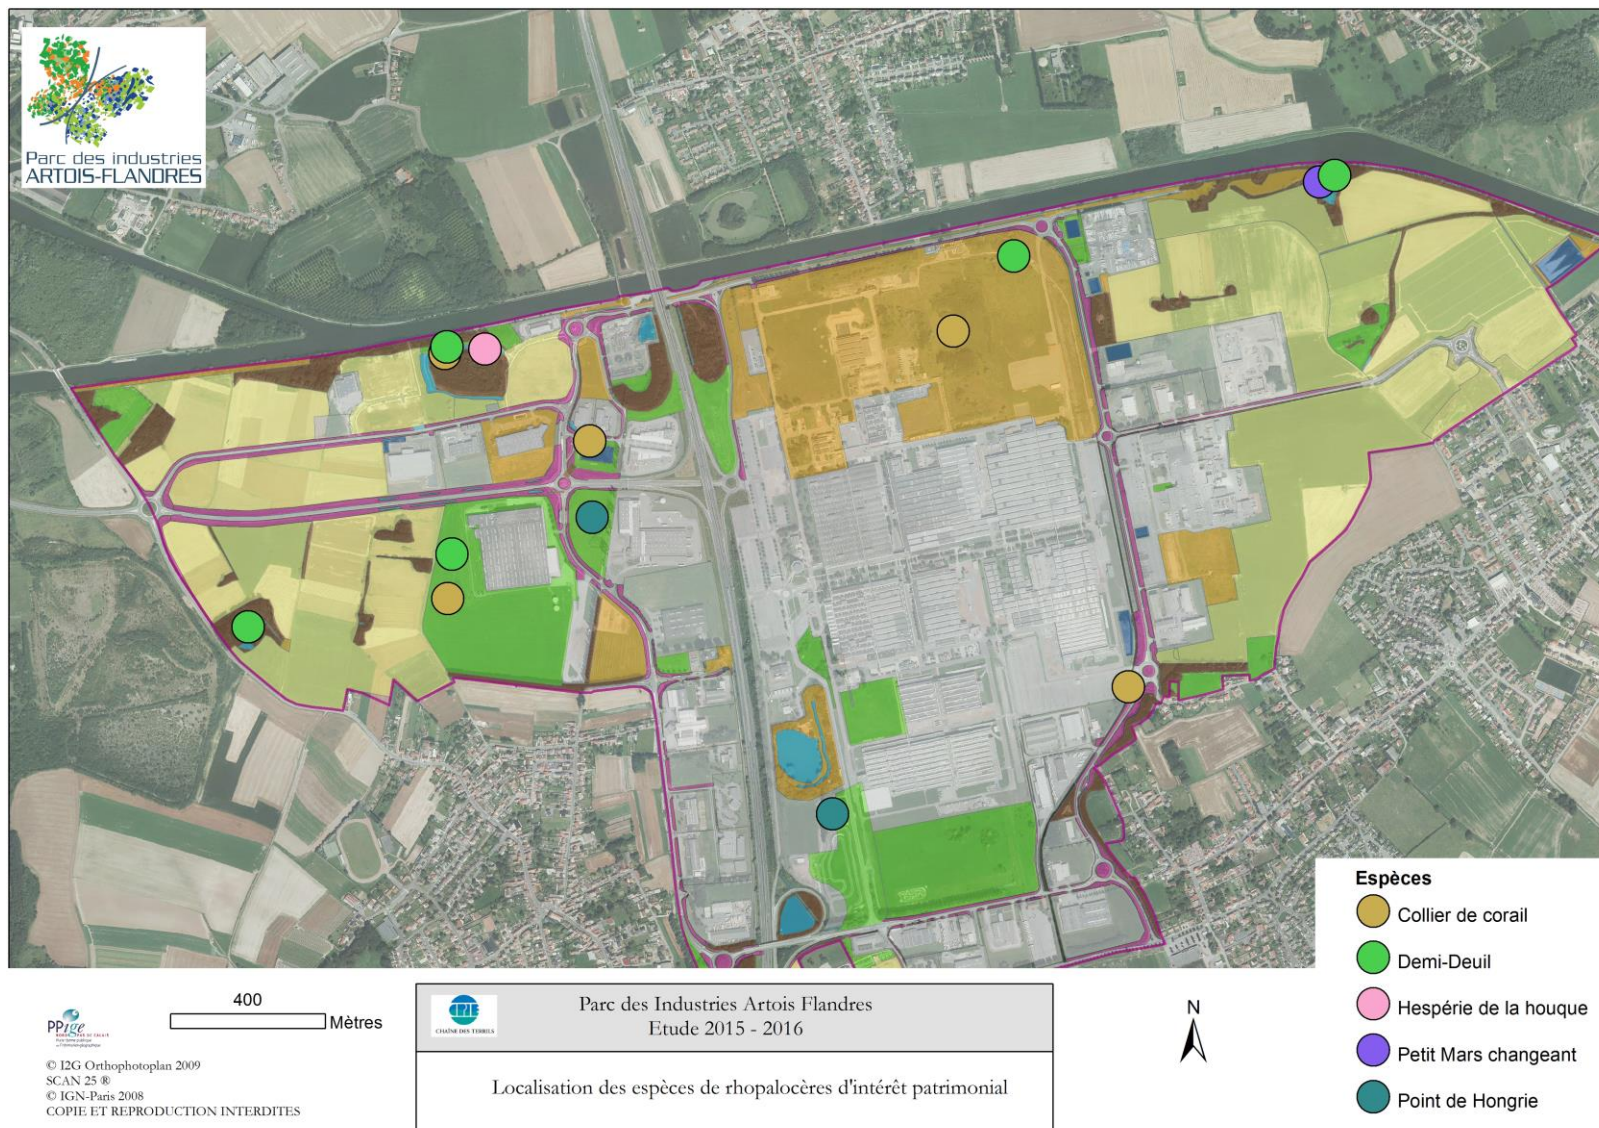 Parc des industries
ARTOIS-FLANDRES
Espèces
Collier de corail
Demi-Deuil
Hespérie de la houque
Petit Mars changeant
Point de Hongrie
400
Mètres
PPige
© I2G Orthophotoplan 2009
SCAN 25 ®
© IGN-Paris 2008
COPIE ET REPRODUCTION INTERDITES
CPIE
CHAÎNE DES TERRILS
Parc des Industries Artois Flandres
Etude 2015 - 2016
Localisation des espèces de rhopalocères d'intérêt patrimonial
N